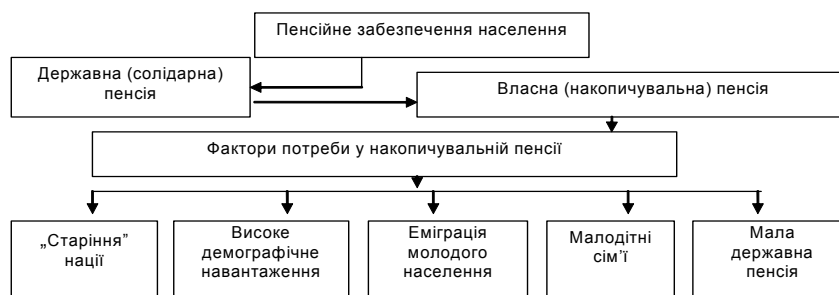 Пенсійне забезпечення населення
Державна (солідарна)
пенсія
Власна (накопичувальна) пенсія
Фактори потреби у накопичувальній пенсії
„Старіння”
нації
Високе
демографічне
навантаження
Еміграція
молодого
населення
Малодітні
сім’ї
Мала
державна
пенсія